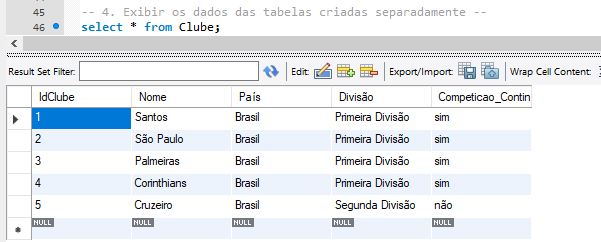 45 -- 4. Exibir os dados das tabelas criadas separadamente --
46 select * from Clube;
Result Set Filter: Edit: Export/Import: Wrap Cell Content:
IdClube Nome País Divisão Competicao_Contin
1 Santos Brasil Primeira Divisão sim
2 São Paulo Brasil Primeira Divisão sim
3 Palmeiras Brasil Primeira Divisão sim
4 Corinthians Brasil Primeira Divisão sim
5 Cruzeiro Brasil Segunda Divisão não
NULL NULL NULL NULL NULL